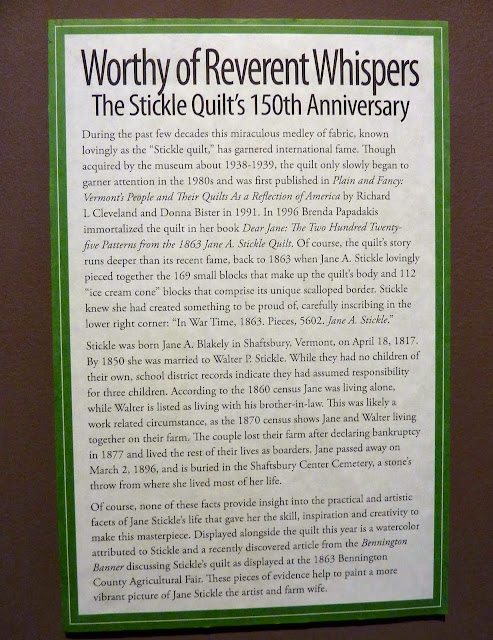 Worthy of Reverent Whispers
The Stickle Quilt's 150th Anniversary
During the past few decades this miraculous medley of fabric, known
lovingly as the "Stickle quilt," has garnered international fame. Though
acquired by the museum about 1938-1939, the quilt only slowly began to
garner attention in the 1980s and was first published in Plain and Fancy:
Vermont's People and Their Quilts As a Reflection of America by Richard
L Cleveland and Donna Bister in 1991. In 1996 Brenda Papadakis
immortalized the quilt in her book Dear Jane: The Two Hundred Twenty-
five Patterns from the 1863 Jane A. Stickle Quilt. Of course, the quilt's story
runs deeper than its recent fame, back to 1863 when Jane A. Stickle lovingly
pieced together the 169 small blocks that make up the quilt's body and 112
"ice cream cone" blocks that comprise its unique scalloped border. Stickle
knew she had created something to be proud of, carefully inscribing in the
lower right corner: "In War Time, 1863. Pieces, 5602. Jane A. Stickle."
Stickle was born Jane A. Blakely in Shaftsbury, Vermont, on April 18, 1817.
By 1850 she was married to Walter P. Stickle. While they had no children of
their own, school district records indicate they had assumed responsibility
for three children. According to the 1860 census Jane was living alone,
while Walter is listed as living with his brother-in-law. This was likely a
work related circumstance, as the 1870 census shows Jane and Walter living
together on their farm. The couple lost their farm after declaring bankruptcy
in 1877 and lived the rest of their lives as boarders. Jane passed away on
March 2, 1896, and is buried in the Shaftsbury Center Cemetery, a stone's
throw from where she lived most of her life.
Of course, none of these facts provide insight into the practical and artistic
facets of Jane Stickle's life that gave her the skill, inspiration and creativity to
make this masterpiece. Displayed alongside the quilt this year is a watercolor
attributed to Stickle and a recently discovered article from the Bennington
Banner discussing Stickle's quilt as displayed at the 1863 Bennington
County Agricultural Fair. These pieces of evidence help to paint a more
vibrant picture of Jane Stickle the artist and farm wife.